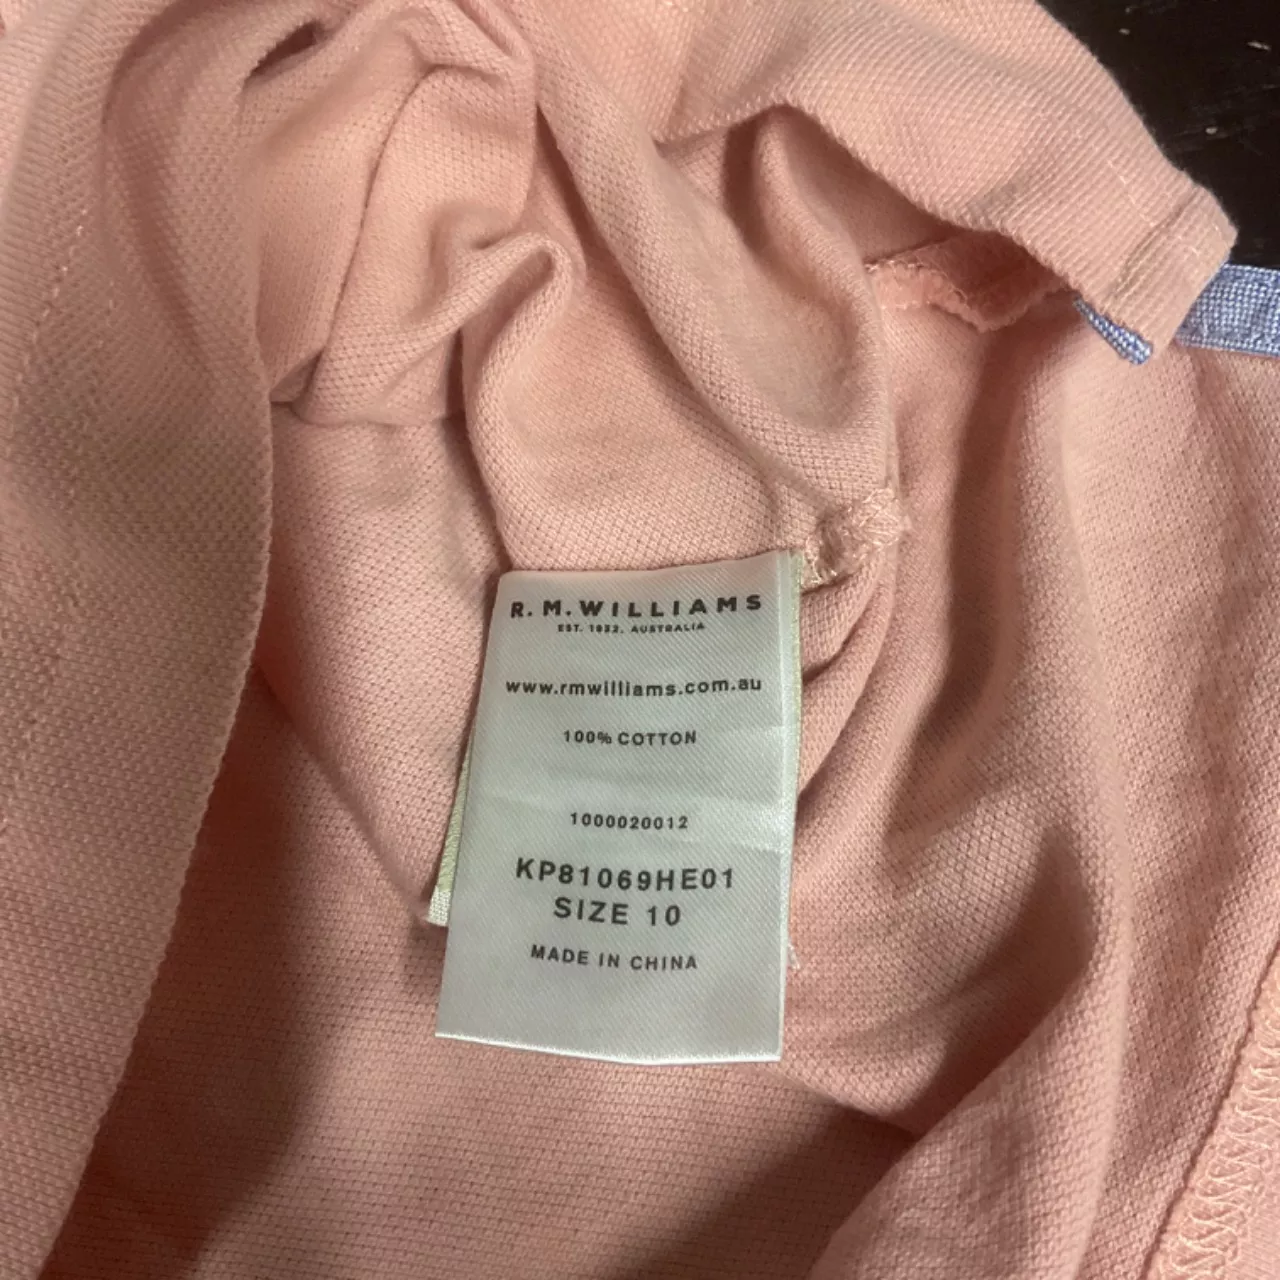 R. M. WILLIAMS
EST. 1932, AUSTRALIA
www.rmwilliams.com.au
100% COTTON
1000020012
KP81069HE01
SIZE 10
MADE IN CHINA